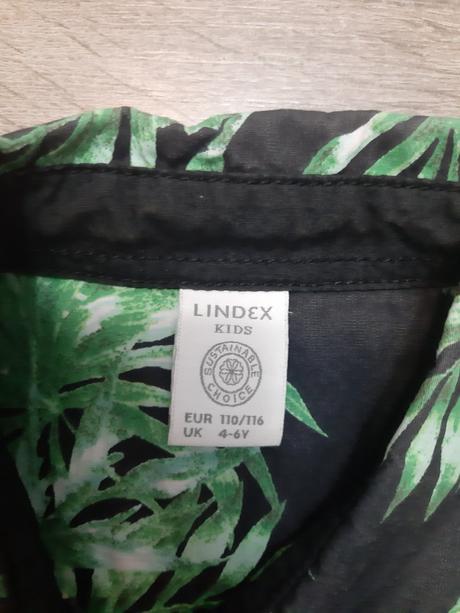 LINDEX
KIDS
SUSTAINABLE
CHOICE
EUR 110/116
UK 4-6Y